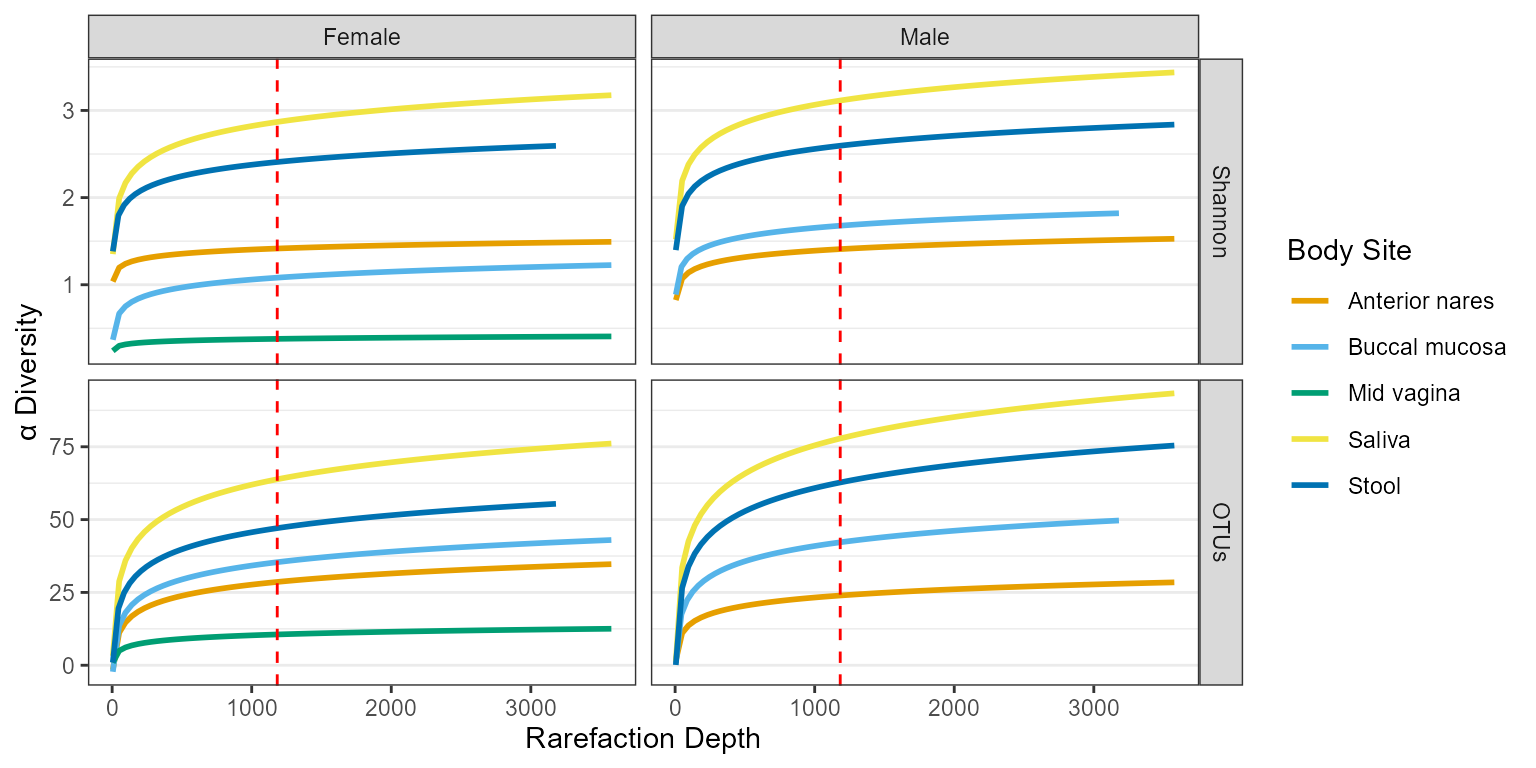 Female
Male
3
2
1
Shannon
α Diversity
75
50
25
0
OTUs
0
1000
2000
3000
0
1000
2000
3000
Rarefaction Depth
Body Site
Anterior nares
Buccal mucosa
Mid vagina
Saliva
Stool